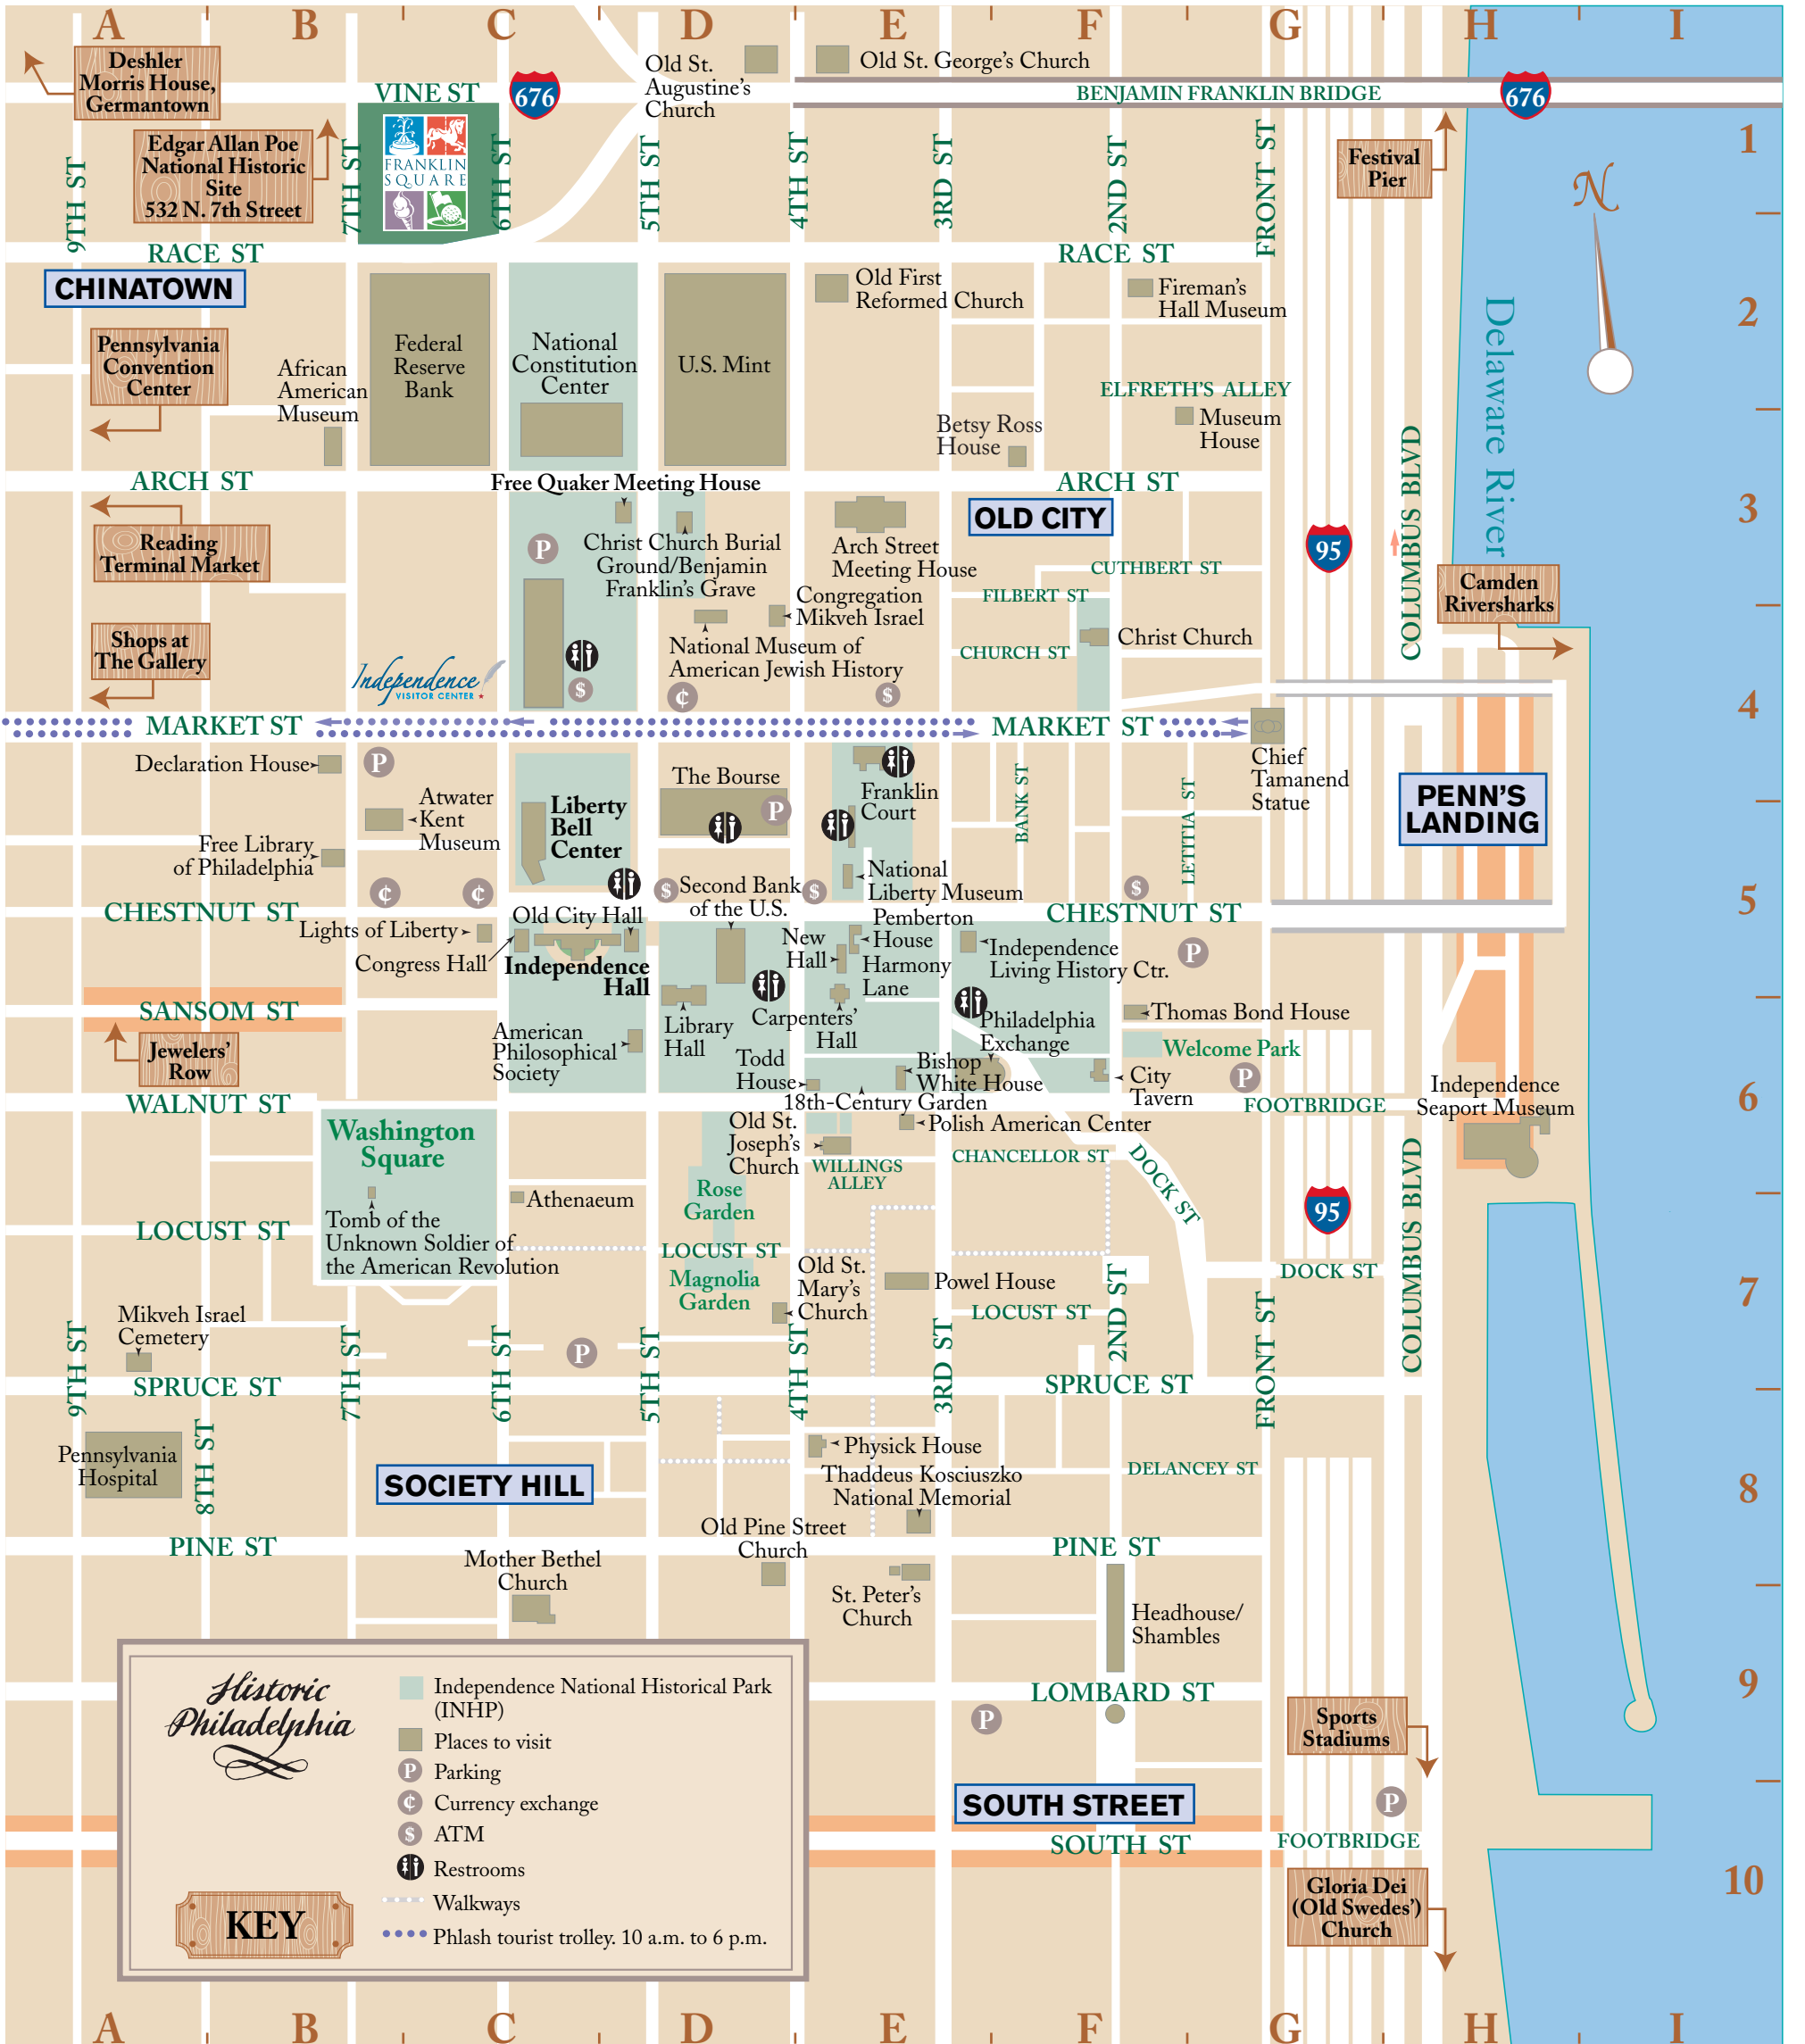 A B C D E F G H I
Deshler
Morris House,
Germantown
Edgar Allan Poe
National Historic
Site
532 N. 7th Street
VINE ST
676
FRANKLIN
SQUARE
Old St.
Augustine's
Church
Old St. George's Church
BENJAMIN FRANKLIN BRIDGE
676
Festival
Pier
N
1
9TH ST
7TH ST
6TH ST
5TH ST
4TH ST
3RD ST
2ND ST
FRONT ST
RACE ST
RACE ST
CHINATOWN
Pennsylvania
Convention
Center
African
American
Museum
Federal
Reserve
Bank
National
Constitution
Center
U.S. Mint
Old First
Reformed Church
Fireman's
Hall Museum
2
Delaware River
ELFRETH'S ALLEY
Museum
House
Betsy Ross
House
COLUMBUS BLVD
ARCH ST
Free Quaker Meeting House
ARCH ST
Reading
Terminal Market
P
Christ Church Burial
Ground/Benjamin
Franklin's Grave
Arch Street
Meeting House
OLD CITY
95
3
CUTHBERT ST
FILBERT ST
Camden
Riversharks
Congregation
Mikveh Israel
Christ Church
CHURCH ST
Shops at
The Gallery
Independence
VISITOR CENTER
$
National Museum of
American Jewish History
¢
$
4
MARKET ST
MARKET ST
Declaration House
P
Atwater
Kent
Museum
Free Library
of Philadelphia
Liberty
Bell
Center
The Bourse
P
Franklin
Court
BANK ST
LETITIA ST
Chief
Tamanend
Statue
PENN'S
LANDING
National
Liberty Museum
¢
¢
$
Second Bank
of the U.S.
$
$
5
CHESTNUT ST
CHESTNUT ST
Lights of Liberty
Congress Hall
Old City Hall
Independence
Hall
New
Hall
Pemberton
House
Harmony
Lane
Independence
Living History Ctr.
P
SANSOM ST
Jewelers'
Row
American
Philosophical
Society
Library
Hall
Carpenters'
Hall
Philadelphia
Exchange
Thomas Bond House
Welcome Park
Todd
House
Bishop
White House
City
Tavern
P
18th-Century Garden
WALNUT ST
FOOTBRIDGE
Independence
Seaport Museum
6
Washington
Square
Old St.
Joseph's
Church
Polish American Center
WILLINGS
ALLEY
CHANCELLOR ST
DOCK ST
Rose
Garden
Athenaeum
Tomb of the
Unknown Soldier of
the American Revolution
95
COLUMBUS BLVD
LOCUST ST
LOCUST ST
Magnolia
Garden
Old St.
Mary's
Church
Powel House
LOCUST ST
DOCK ST
7
Mikveh Israel
Cemetery
P
9TH ST
7TH ST
6TH ST
5TH ST
4TH ST
3RD ST
2ND ST
FRONT ST
SPRUCE ST
SPRUCE ST
Pennsylvania
Hospital
8TH ST
SOCIETY HILL
Physick House
Thaddeus Kosciuszko
National Memorial
DELANCEY ST
8
PINE ST
Old Pine Street
Church
PINE ST
Mother Bethel
Church
St. Peter's
Church
Headhouse/
Shambles
9
LOMBARD ST
P
Sports
Stadiums
Historic
Philadelphia
KEY
Independence National Historical Park
(INHP)
Places to visit
P Parking
¢ Currency exchange
$ ATM
Restrooms
Walkways
Phlash tourist trolley. 10 a.m. to 6 p.m.
SOUTH STREET
P
SOUTH ST
FOOTBRIDGE
10
Gloria Dei
(Old Swedes')
Church
A B C D E F G H I